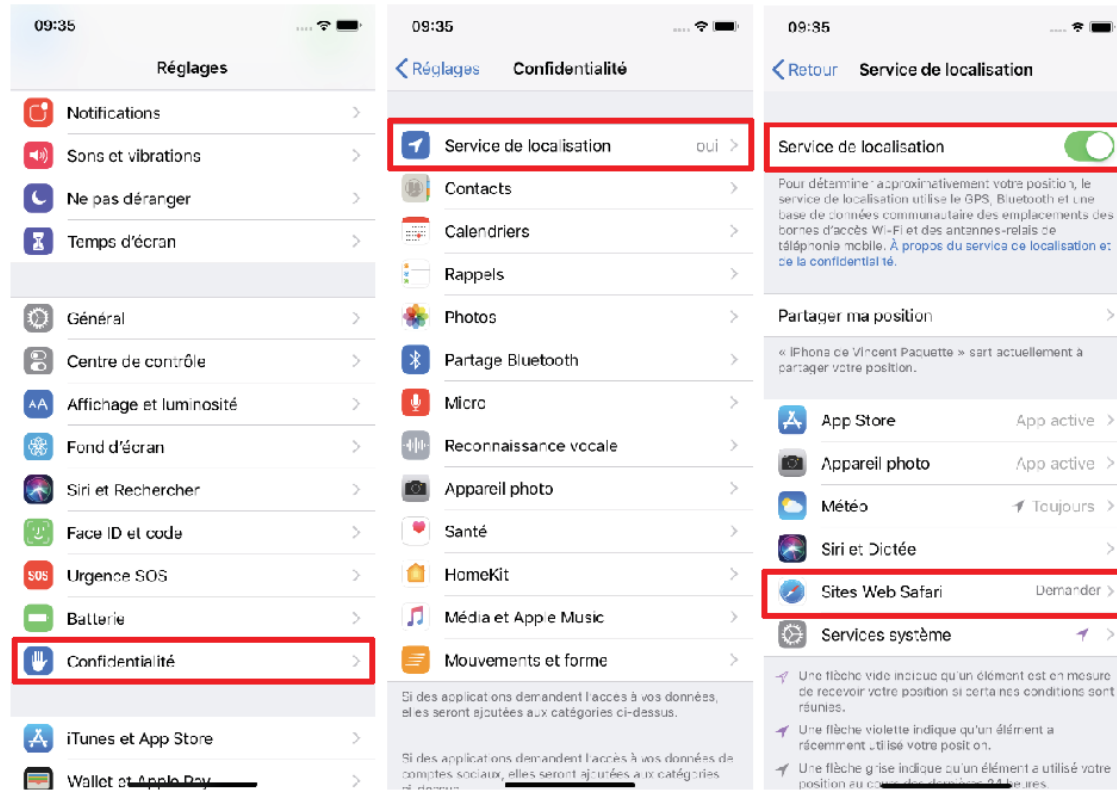 09:35
Réglages
Notifications
Sons et vibrations
Ne pas déranger
Temps d'écran
Général
Centre de contrôle
AA
Affichage et luminosité
Fond d'écran
Siri et Rechercher
Face ID et code
SOS
Urgence SOS
Batterie
Confidentialité
iTunes et App Store
Wallet et Apple Pay
09:35
Réglages
Confidentialité
Service de localisation oui
Contacts
Calendriers
Rappels
Photos
Partage Bluetooth
Micro
Reconnaissance vocale
Appareil photo
Santé
HomeKit
Média et Apple Music
Mouvements et forme
Si des applications demandent l'accès à vos données,
elles seront ajoutées aux catégories ci-dessus.
Si des applications demandent l'accès à vos données de
comptes sociaux, elles seront ajoutées aux catégories
ci-dessus
09:35
Retour
Service de localisation
Service de localisation
Pour déterminer approximativement votre position, le
service de localisation utilise le GPS, Bluetooth et une
base de données communautaire des emplacements des
bornes d'accès Wi-Fi et des antennes-relais de
téléphonie mobile. À propos du service de localisation et
de la confidentialité.
Partager ma position
« iPhone de Vincent Paquette » sert actuellement à
partager votre position.
App Store App active
Appareil photo App active
Météo Toujours
Siri et Dictée
Sites Web Safari Demander
Services système
Une flèche vide indique qu'un élément est en mesure
de recevoir votre position si certaines conditions sont
réunies.
Une flèche violette indique qu'un élément a
récemment utilisé votre position.
Une flèche grise indique qu'un élément a utilisé votre
position au cours des dernières 24 heures.